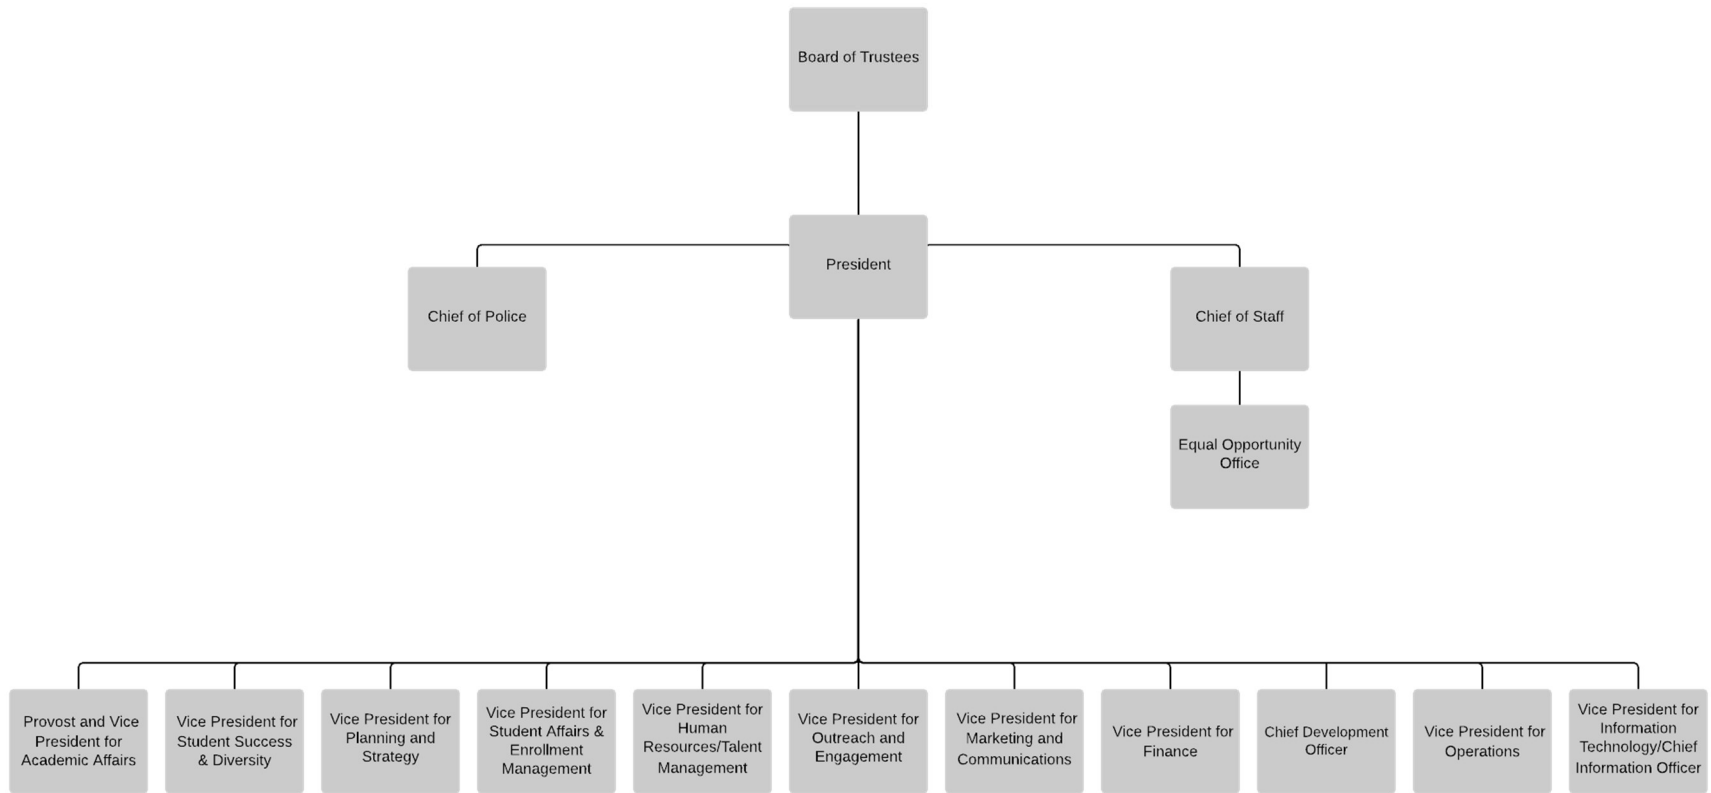 Board of Trustees
President
Chief of Police
Chief of Staff
Equal Opportunity
Office
Provost and Vice
President for
Academic Affairs
Vice President for
Student Success
& Diversity
Vice President for
Planning and
Strategy
Vice President for
Student Affairs &
Enrollment
Management
Vice President for
Human
Resources/Talent
Management
Vice President for
Outreach and
Engagement
Vice President for
Marketing and
Communications
Vice President for
Finance
Chief Development
Officer
Vice President for
Operations
Vice President for
Information
Technology/Chief
Information Officer